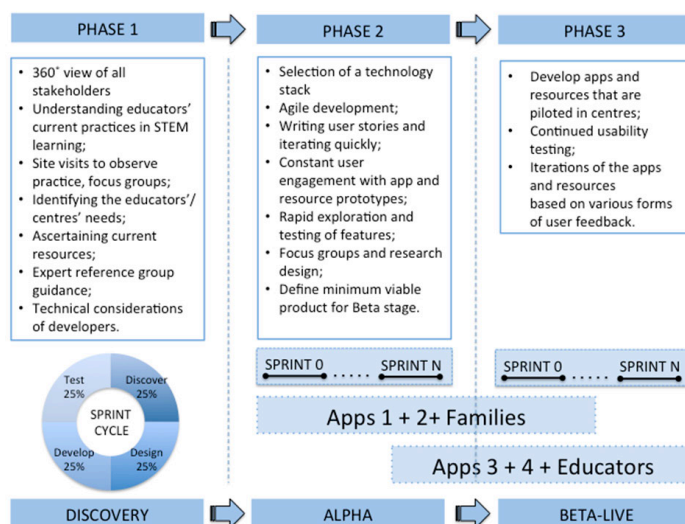 PHASE 1
PHASE 2
PHASE 3
• 360˚ view of all
stakeholders
• Understanding educators'
current practices in STEM
learning;
• Site visits to observe
practice, focus groups;
• Identifying the educators'/
centres' needs;
• Ascertaining current
resources;
• Expert reference group
guidance;
• Technical considerations
of developers.
• Selection of a technology
stack
• Agile development;
• Writing user stories and
iterating quickly;
• Constant user
engagement with app and
resource prototypes;
• Rapid exploration and
testing of features;
• Focus groups and research
design;
• Define minimum viable
product for Beta stage.
• Develop apps and
resources that are
piloted in centres;
• Continued usability
testing;
• Iterations of the apps
and resources
based on various forms
of user feedback.
Test
25%
Discover
25%
SPRINT
CYCLE
Develop
25%
Design
25%
SPRINT 0 ..... SPRINT N
SPRINT 0 ..... SPRINT N
Apps 1 + 2+ Families
Apps 3 + 4 + Educators
DISCOVERY
ALPHA
BETA-LIVE